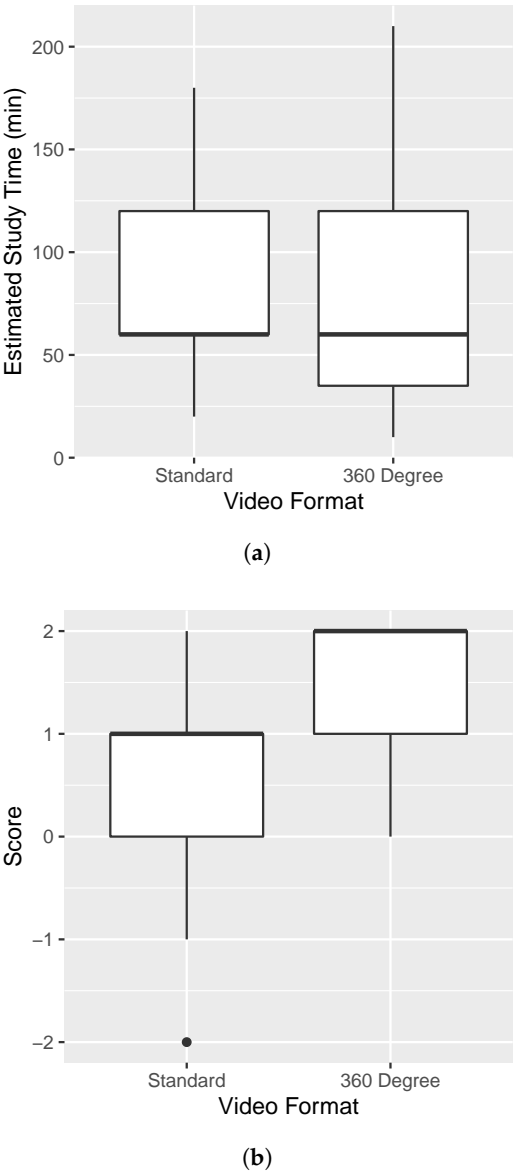 Estimated Study Time (min)
200
150
100
50
0
Standard
360 Degree
Video Format
(a)
Score
2
1
0
−1
−2
Standard
360 Degree
Video Format
(b)